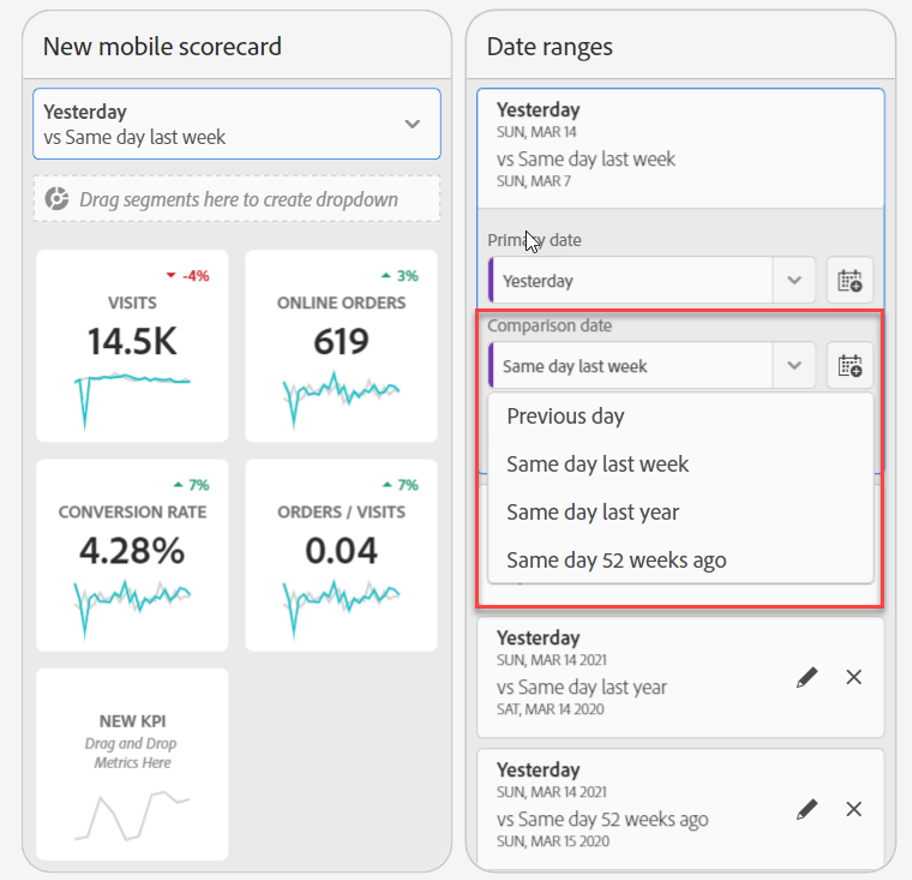 New mobile scorecard
Yesterday
vs Same day last week
Drag segments here to create dropdown
-4%
VISITS
14.5K
3%
ONLINE ORDERS
619
7%
CONVERSION RATE
4.28%
7%
ORDERS / VISITS
0.04
NEW KPI
Drag and Drop
Metrics Here
Date ranges
Yesterday
SUN, MAR 14
vs Same day last week
SUN, MAR 7
Primary date
Yesterday
Comparison date
Same day last week
Previous day
Same day last week
Same day last year
Same day 52 weeks ago
Yesterday
SUN, MAR 14 2021
vs Same day last year
SAT, MAR 14 2020
Yesterday
SUN, MAR 14 2021
vs Same day 52 weeks ago
SUN, MAR 15 2020